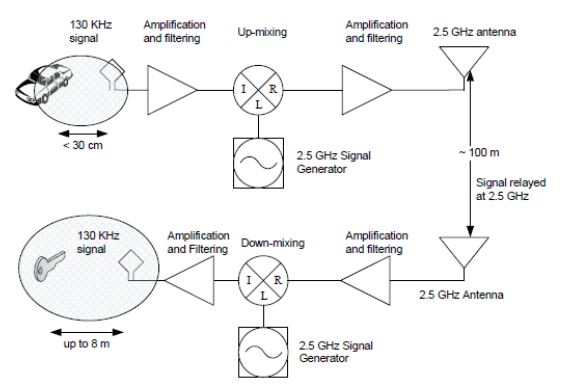 130 KHz
signal
Amplification
and filtering
Up-mixing
Amplification
and filtering
2.5 GHz antenna
I
R
L
< 30 cm
2.5 GHz Signal
Generator
~ 100 m
Signal relayed
at 2.5 GHz
130 KHz
signal
Amplification
and Filtering
Down-mixing
Amplification
and filtering
I
R
L
2.5 GHz Antenna
up to 8 m
2.5 GHz Signal
Generator